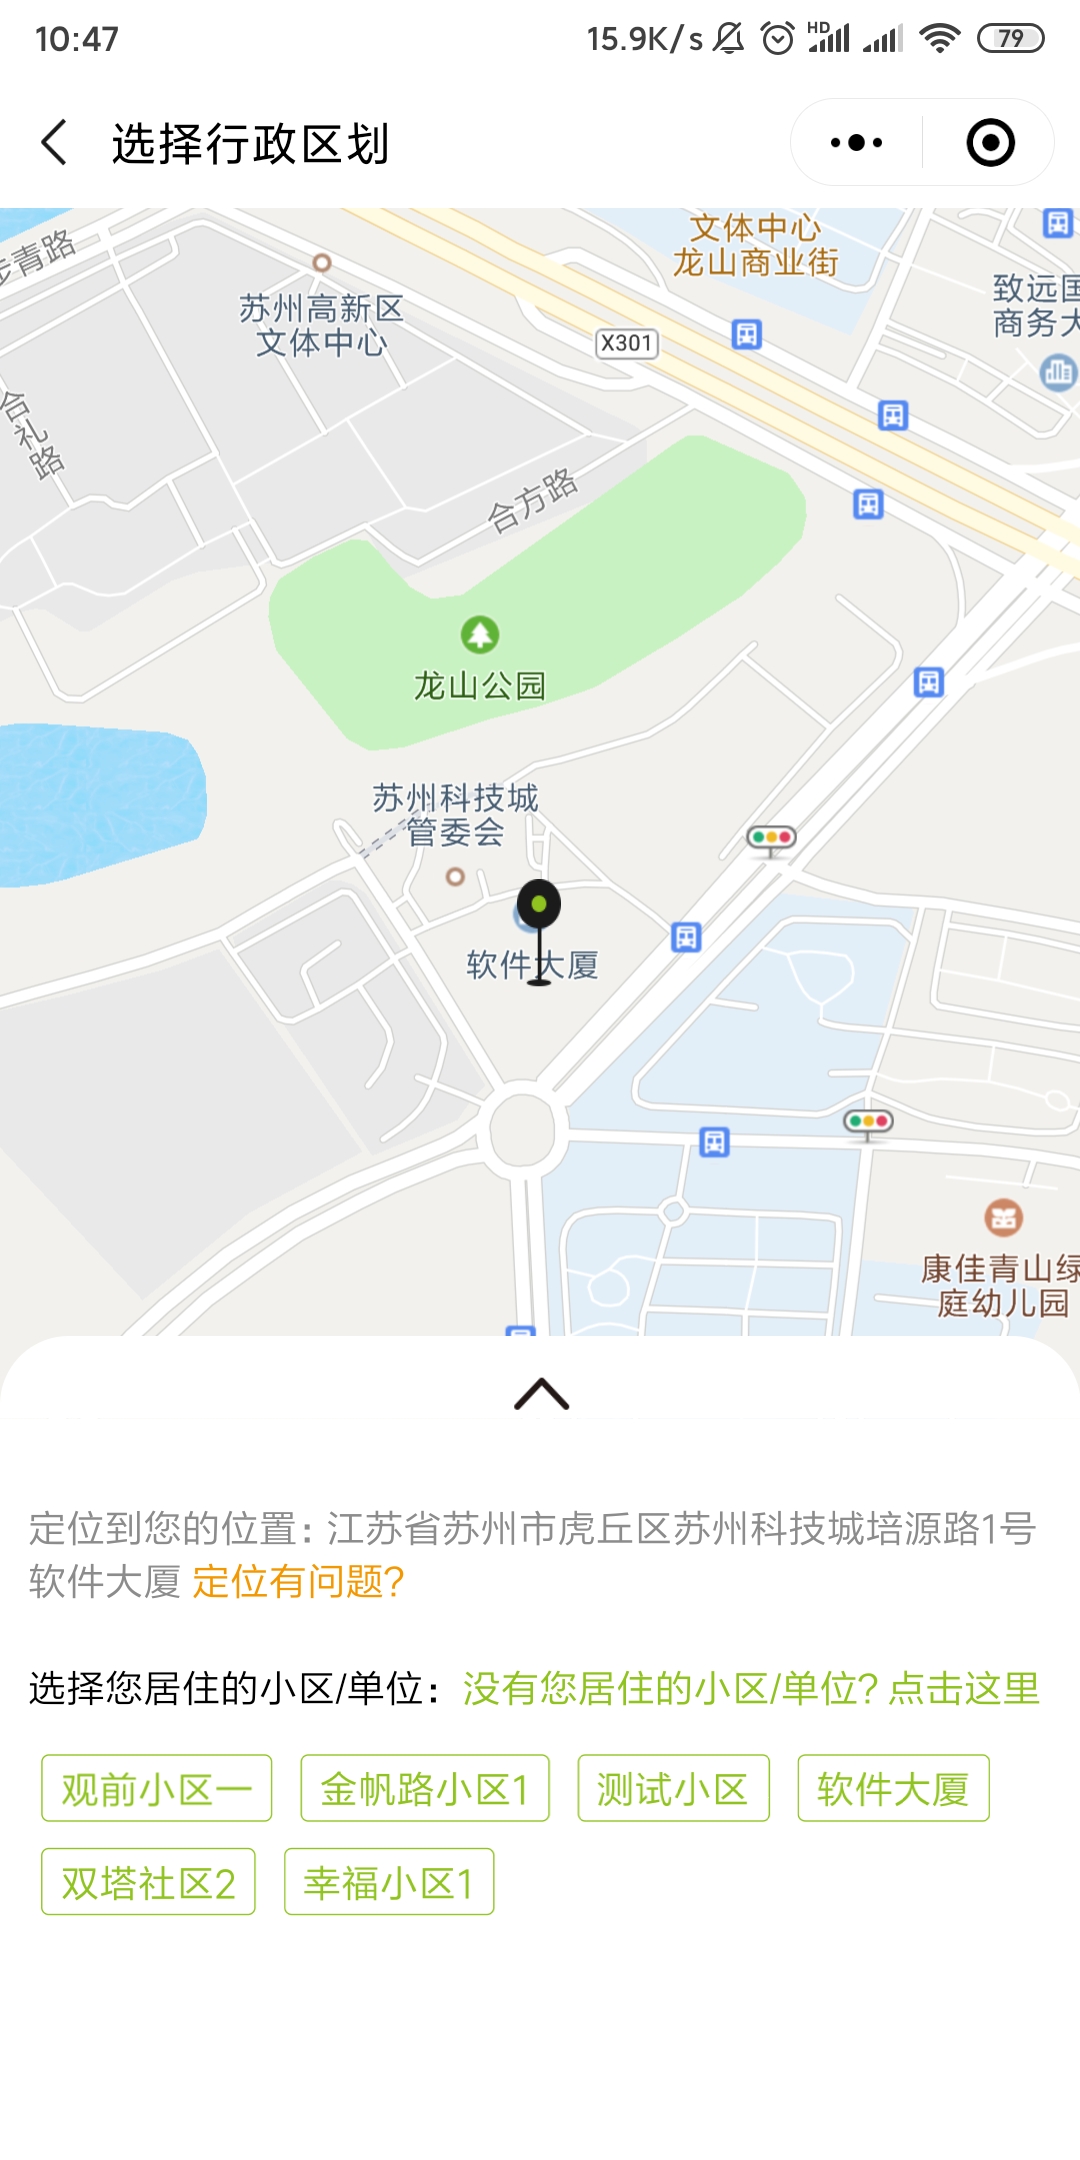 10:47
15.9K/s
HD
79
选择行政区划
文体中心
龙山商业街
步青路
苏州高新区
文体中心
致远国
商务大
X301
合礼路
合方路
龙山公园
苏州科技城
管委会
软件大厦
康佳青山绿
庭幼儿园
定位到您的位置：江苏省苏州市虎丘区苏州科技城培源路1号
软件大厦 定位有问题？
选择您居住的小区/单位： 没有您居住的小区/单位？点击这里
观前小区一 金帆路小区1 测试小区 软件大厦
双塔社区2 幸福小区1